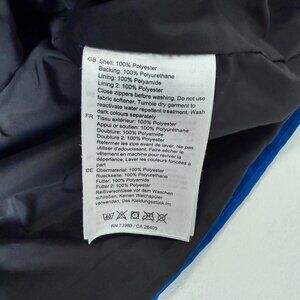 GB Shell: 100% Polyester
Backing: 100% Polyurethane
Lining: 100% Polyamide
Lining 2: 100% Polyester
Close zippers before washing, Do not use
fabric softener, Tumble dry garment to
reactivate water repellent treatment, Wash
dark colours separately
FR Tissu extérieur: 100% Polyester
Appui or soutien: 100% Polyuréthane
Doublure: 100% Polyamide
Doublure 2: 100% Polyester
Refermer les zips avant de laver, Ne pas
utiliser d'adoucissant, Faire sécher le
vêtement en machine pour raviver la
déperlance, Laver les couleurs foncées à
part
DE Obermaterial: 100% Polyester
Rueckseite: 100% Polyurethan
Futter: 100% Polyamide
Futter 2: 100% Polyester
Reißverschlüsse vor dem Waschen
schließen, Keinen Weichspüler
verwenden, Das Kleidungsstück im
RN 73983 / CA 26405